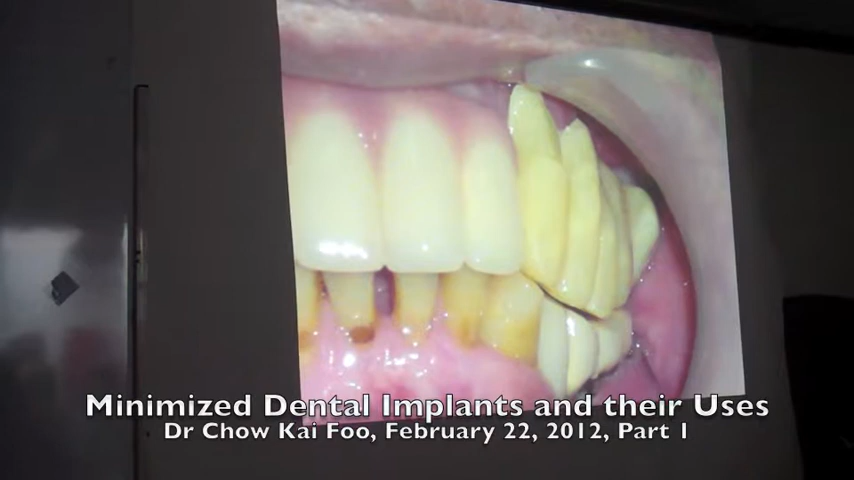 Minimized Dental Implants and their Uses
Dr Chow Kai Foo, February 22, 2012, Part 1